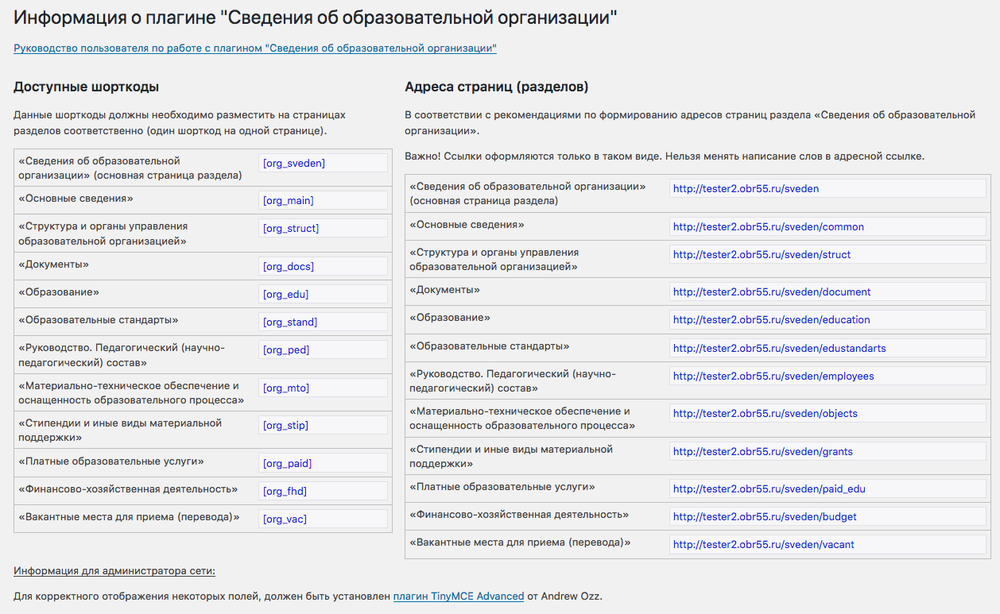 Информация о плагине "Сведения об образовательной организации"
Руководство пользователя по работе с плагином "Сведения об образовательной организации"
Доступные шорткоды
Данные шорткоды должны необходимо разместить на страницах
разделов соответственно (один шорткод на одной странице).
«Сведения об образовательной
организации» (основная страница раздела)
[org_sveden]
«Основные сведения»
[org_main]
«Структура и органы управления
образовательной организацией»
[org_struct]
«Документы»
[org_docs]
«Образование»
[org_edu]
«Образовательные стандарты»
[org_stand]
«Руководство. Педагогический (научно-
педагогический) состав»
[org_ped]
«Материально-техническое обеспечение и
оснащенность образовательного процесса»
[org_mto]
«Стипендии и иные виды материальной
поддержки»
[org_stip]
«Платные образовательные услуги»
[org_paid]
«Финансово-хозяйственная деятельность»
[org_fhd]
«Вакантные места для приема (перевода)»
[org_vac]
Адреса страниц (разделов)
В соответствии с рекомендациями по формированию адресов страниц раздела «Сведения об образовательной
организации».
Важно! Ссылки оформляются только в таком виде. Нельзя менять написание слов в адресной ссылке.
«Сведения об образовательной организации»
(основная страница раздела)
http://tester2.obr55.ru/sveden
«Основные сведения»
http://tester2.obr55.ru/sveden/common
«Структура и органы управления
образовательной организацией»
http://tester2.obr55.ru/sveden/struct
«Документы»
http://tester2.obr55.ru/sveden/document
«Образование»
http://tester2.obr55.ru/sveden/education
«Образовательные стандарты»
http://tester2.obr55.ru/sveden/edustandarts
«Руководство. Педагогический (научно-
педагогический) состав»
http://tester2.obr55.ru/sveden/employees
«Материально-техническое обеспечение и
оснащенность образовательного процесса»
http://tester2.obr55.ru/sveden/objects
«Стипендии и иные виды материальной
поддержки»
http://tester2.obr55.ru/sveden/grants
«Платные образовательные услуги»
http://tester2.obr55.ru/sveden/paid_edu
«Финансово-хозяйственная деятельность»
http://tester2.obr55.ru/sveden/budget
«Вакантные места для приема (перевода)»
http://tester2.obr55.ru/sveden/vacant
Информация для администратора сети:
Для корректного отображения некоторых полей, должен быть установлен плагин TinyMCE Advanced от Andrew Ozz.